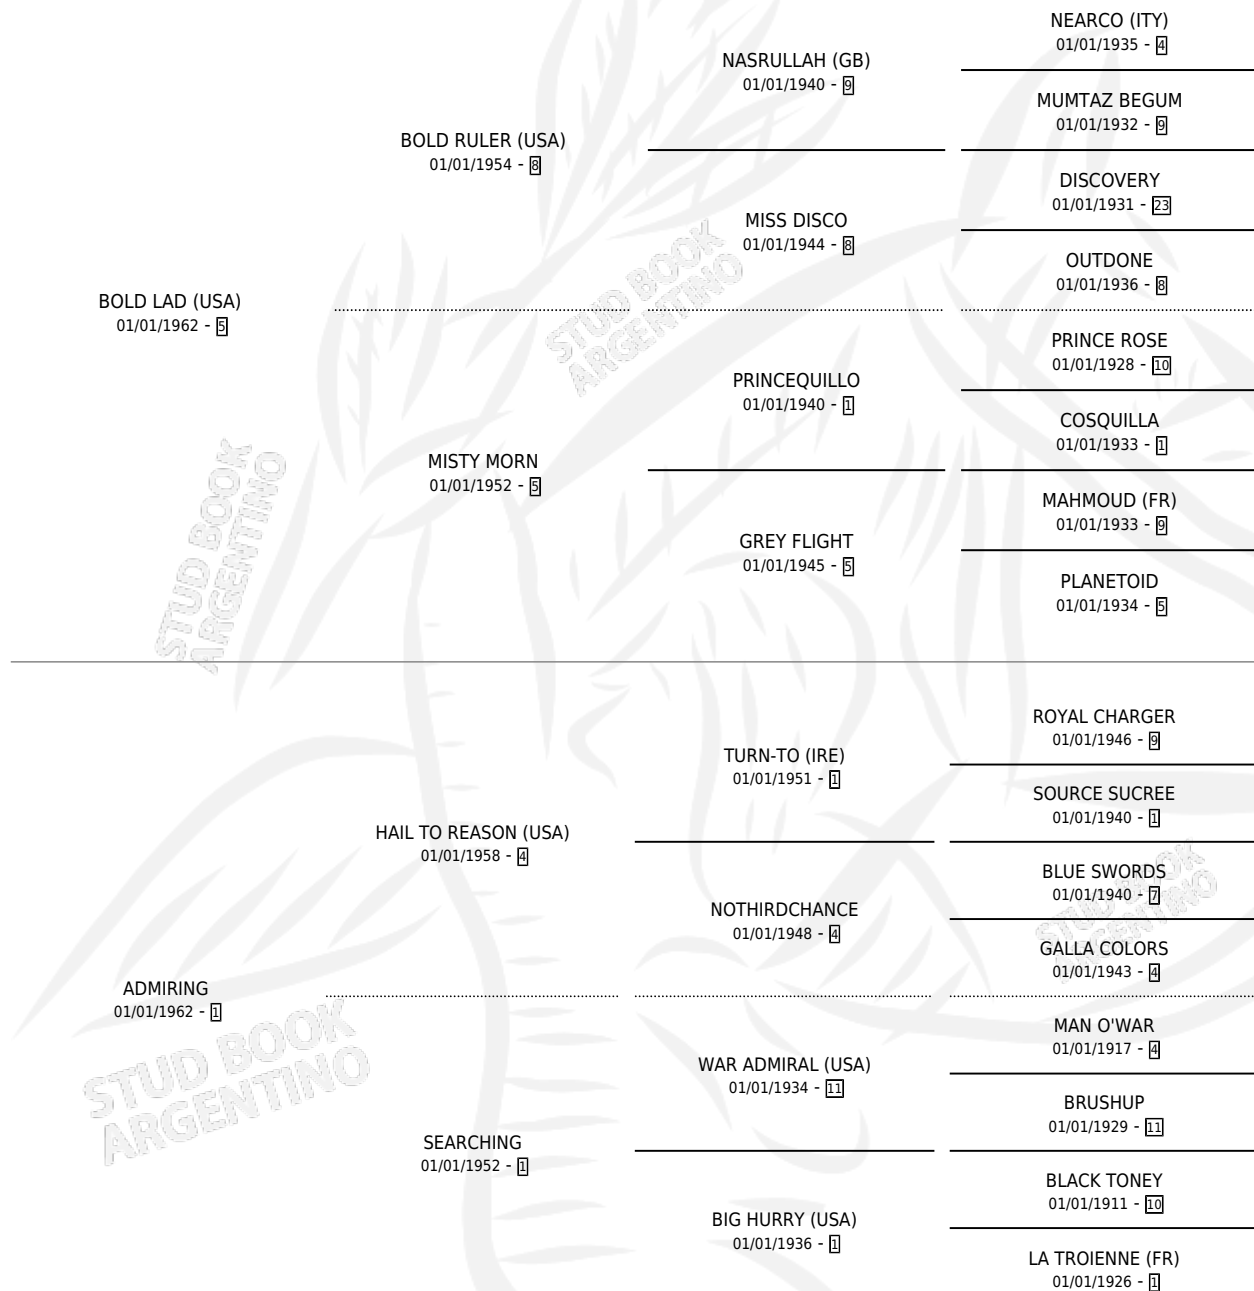 NEARCO (ITY)
01/01/1935 - 4
NASRULLAH (GB)
01/01/1940 - 9
MUMTAZ BEGUM
01/01/1932 - 9
BOLD RULER (USA)
01/01/1954 - 8
DISCOVERY
01/01/1931 - 23
MISS DISCO
01/01/1944 - 8
OUTDONE
01/01/1936 - 8
BOLD LAD (USA)
01/01/1962 - 5
STUD BOOK
ARGENTINO
PRINCE ROSE
01/01/1928 - 10
PRINCEQUILLO
01/01/1940 - 1
COSQUILLA
01/01/1933 - 1
MISTY MORN
01/01/1952 - 5
MAHMOUD (FR)
01/01/1933 - 9
GREY FLIGHT
01/01/1945 - 5
PLANETOID
01/01/1934 - 5
STUD BOOK
ARGENTINO
ROYAL CHARGER
01/01/1946 - 9
TURN-TO (IRE)
01/01/1951 - 1
SOURCE SUCREE
01/01/1940 - 1
HAIL TO REASON (USA)
01/01/1958 - 4
BLUE SWORDS
01/01/1940 - 7
NOTHIRDCHANCE
01/01/1948 - 4
GALLA COLORS
01/01/1943 - 4
STUD BOOK
ARGENTINO
ADMIRING
01/01/1962 - 1
MAN O'WAR
01/01/1917 - 4
WAR ADMIRAL (USA)
01/01/1934 - 11
BRUSHUP
01/01/1929 - 11
STUD BOOK
ARGENTINO
SEARCHING
01/01/1952 - 1
BLACK TONEY
01/01/1911 - 10
BIG HURRY (USA)
01/01/1936 - 1
LA TROIENNE (FR)
01/01/1926 - 1